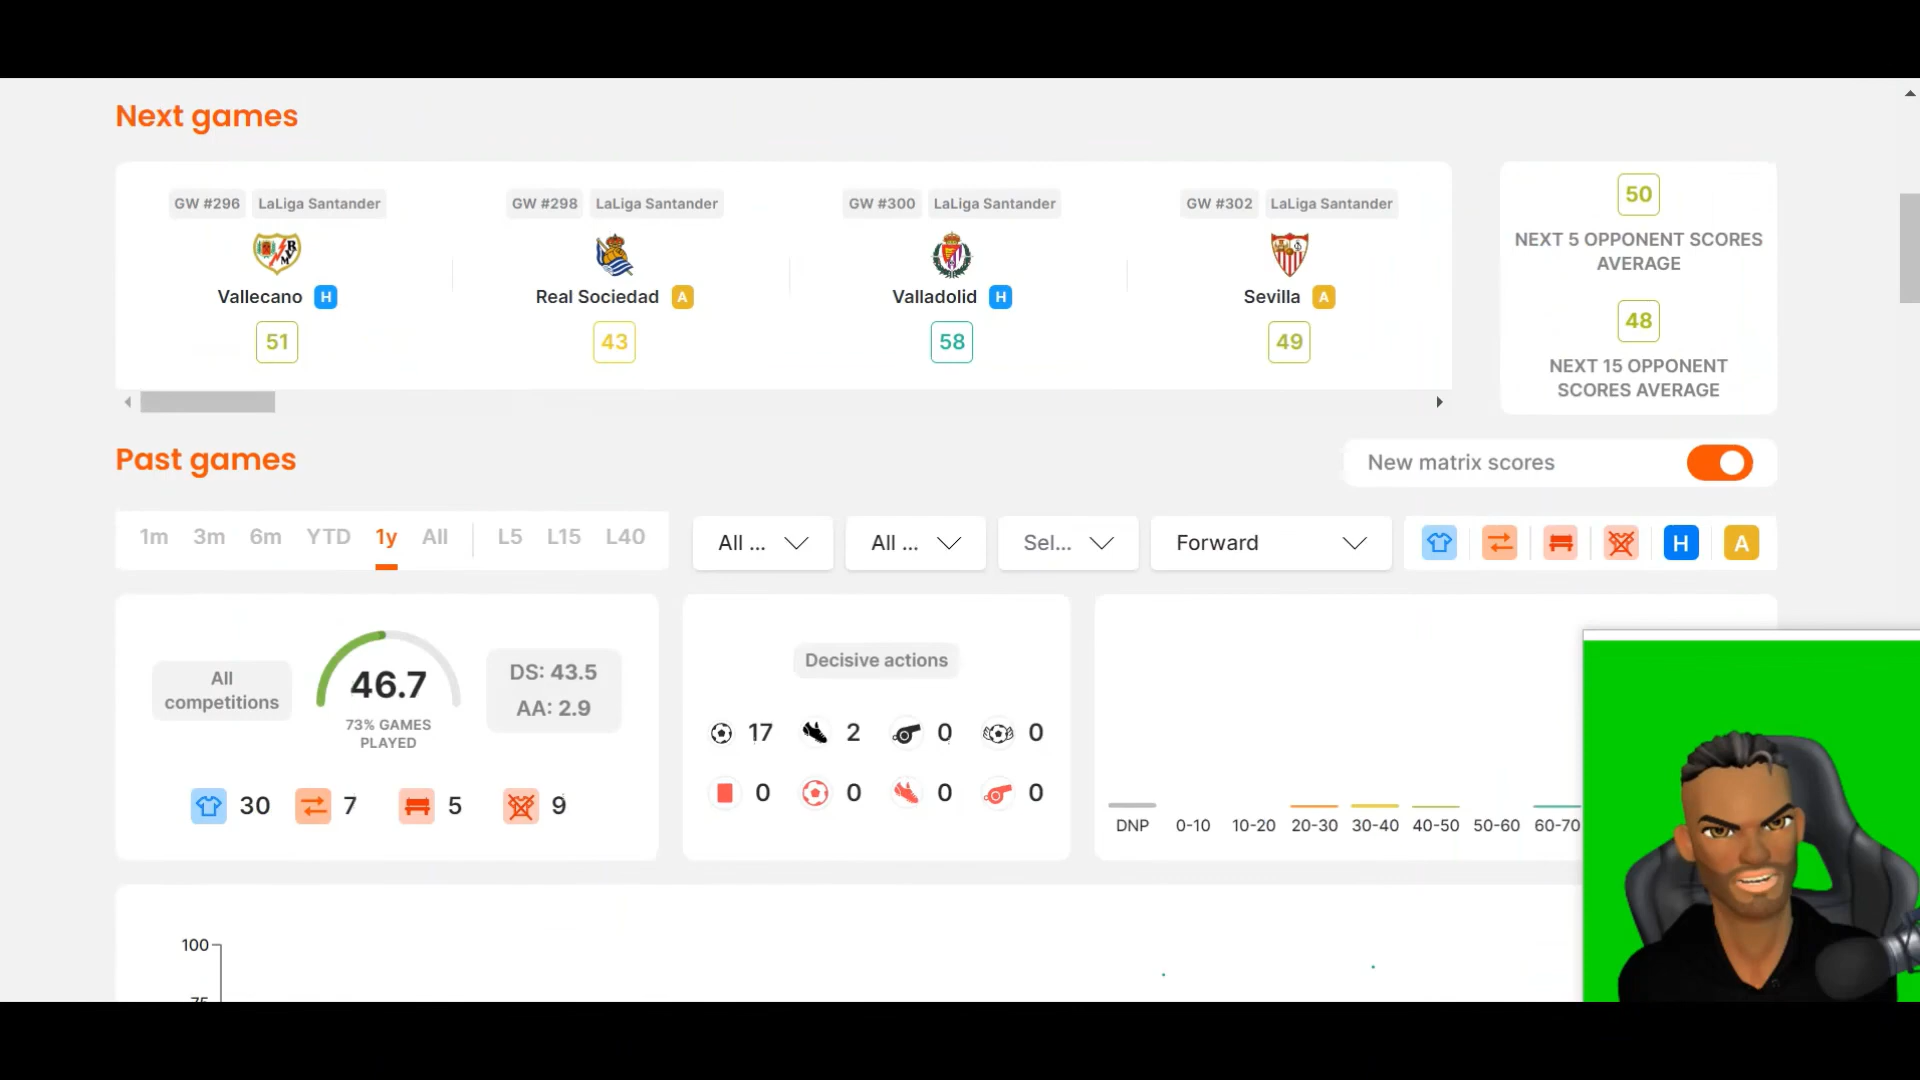 Next games
GW #296 LaLiga Santander
GW #298 LaLiga Santander
GW #300 LaLiga Santander
GW #302 LaLiga Santander
Vallecano H
Real Sociedad A
Valladolid H
Sevilla A
51
43
58
49
50
NEXT 5 OPPONENT SCORES
AVERAGE
48
NEXT 15 OPPONENT
SCORES AVERAGE
Past games
New matrix scores
1m 3m 6m YTD 1y All L5 L15 L40
All ...
All ...
Sel...
Forward
H A
All
competitions
46.7
73% GAMES
PLAYED
DS: 43.5
AA: 2.9
30 7 5 9
Decisive actions
17 2 0 0
0 0 0 0
DNP 0-10 10-20 20-30 30-40 40-50 50-60 60-70
100
75